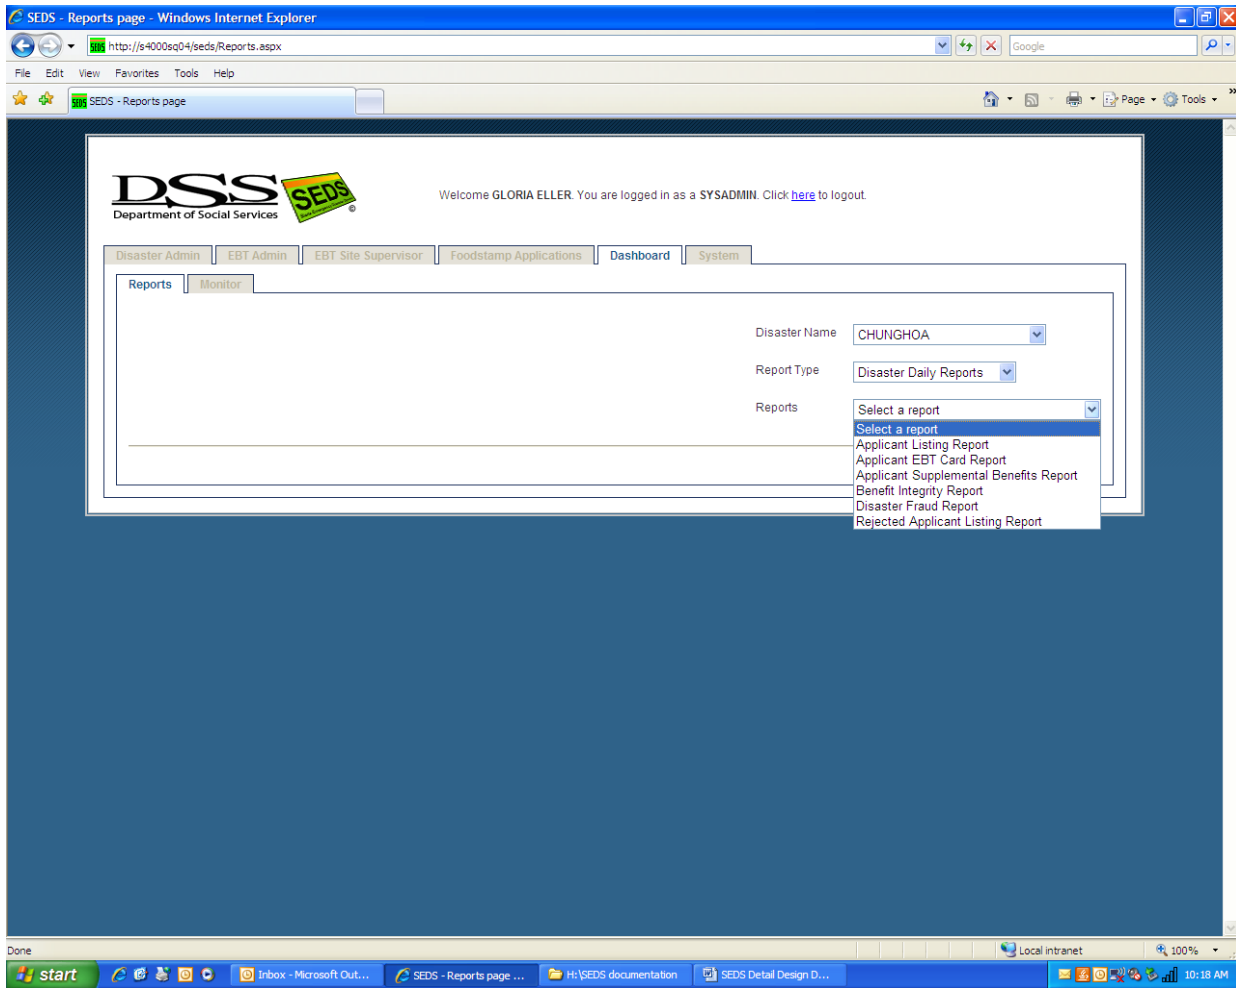 SEDS - Reports page - Windows Internet Explorer
SEDS http://s4000sq04/seds/Reports.aspx
Google
File Edit View Favorites Tools Help
SEDS SEDS - Reports page
Page Tools
DSS SEDS
Department of Social Services
Welcome GLORIA ELLER. You are logged in as a SYSADMIN. Click here to logout.
Disaster Admin EBT Admin EBT Site Supervisor Foodstamp Applications Dashboard System
Reports Monitor
Disaster Name CHUNGHOA
Report Type Disaster Daily Reports
Reports Select a report
Select a report
Applicant Listing Report
Applicant EBT Card Report
Applicant Supplemental Benefits Report
Benefit Integrity Report
Disaster Fraud Report
Rejected Applicant Listing Report
Done Local intranet 100%
start Inbox - Microsoft Out... SEDS - Reports page ... H:\SEDS documentation SEDS Detail Design D... 10:18 AM